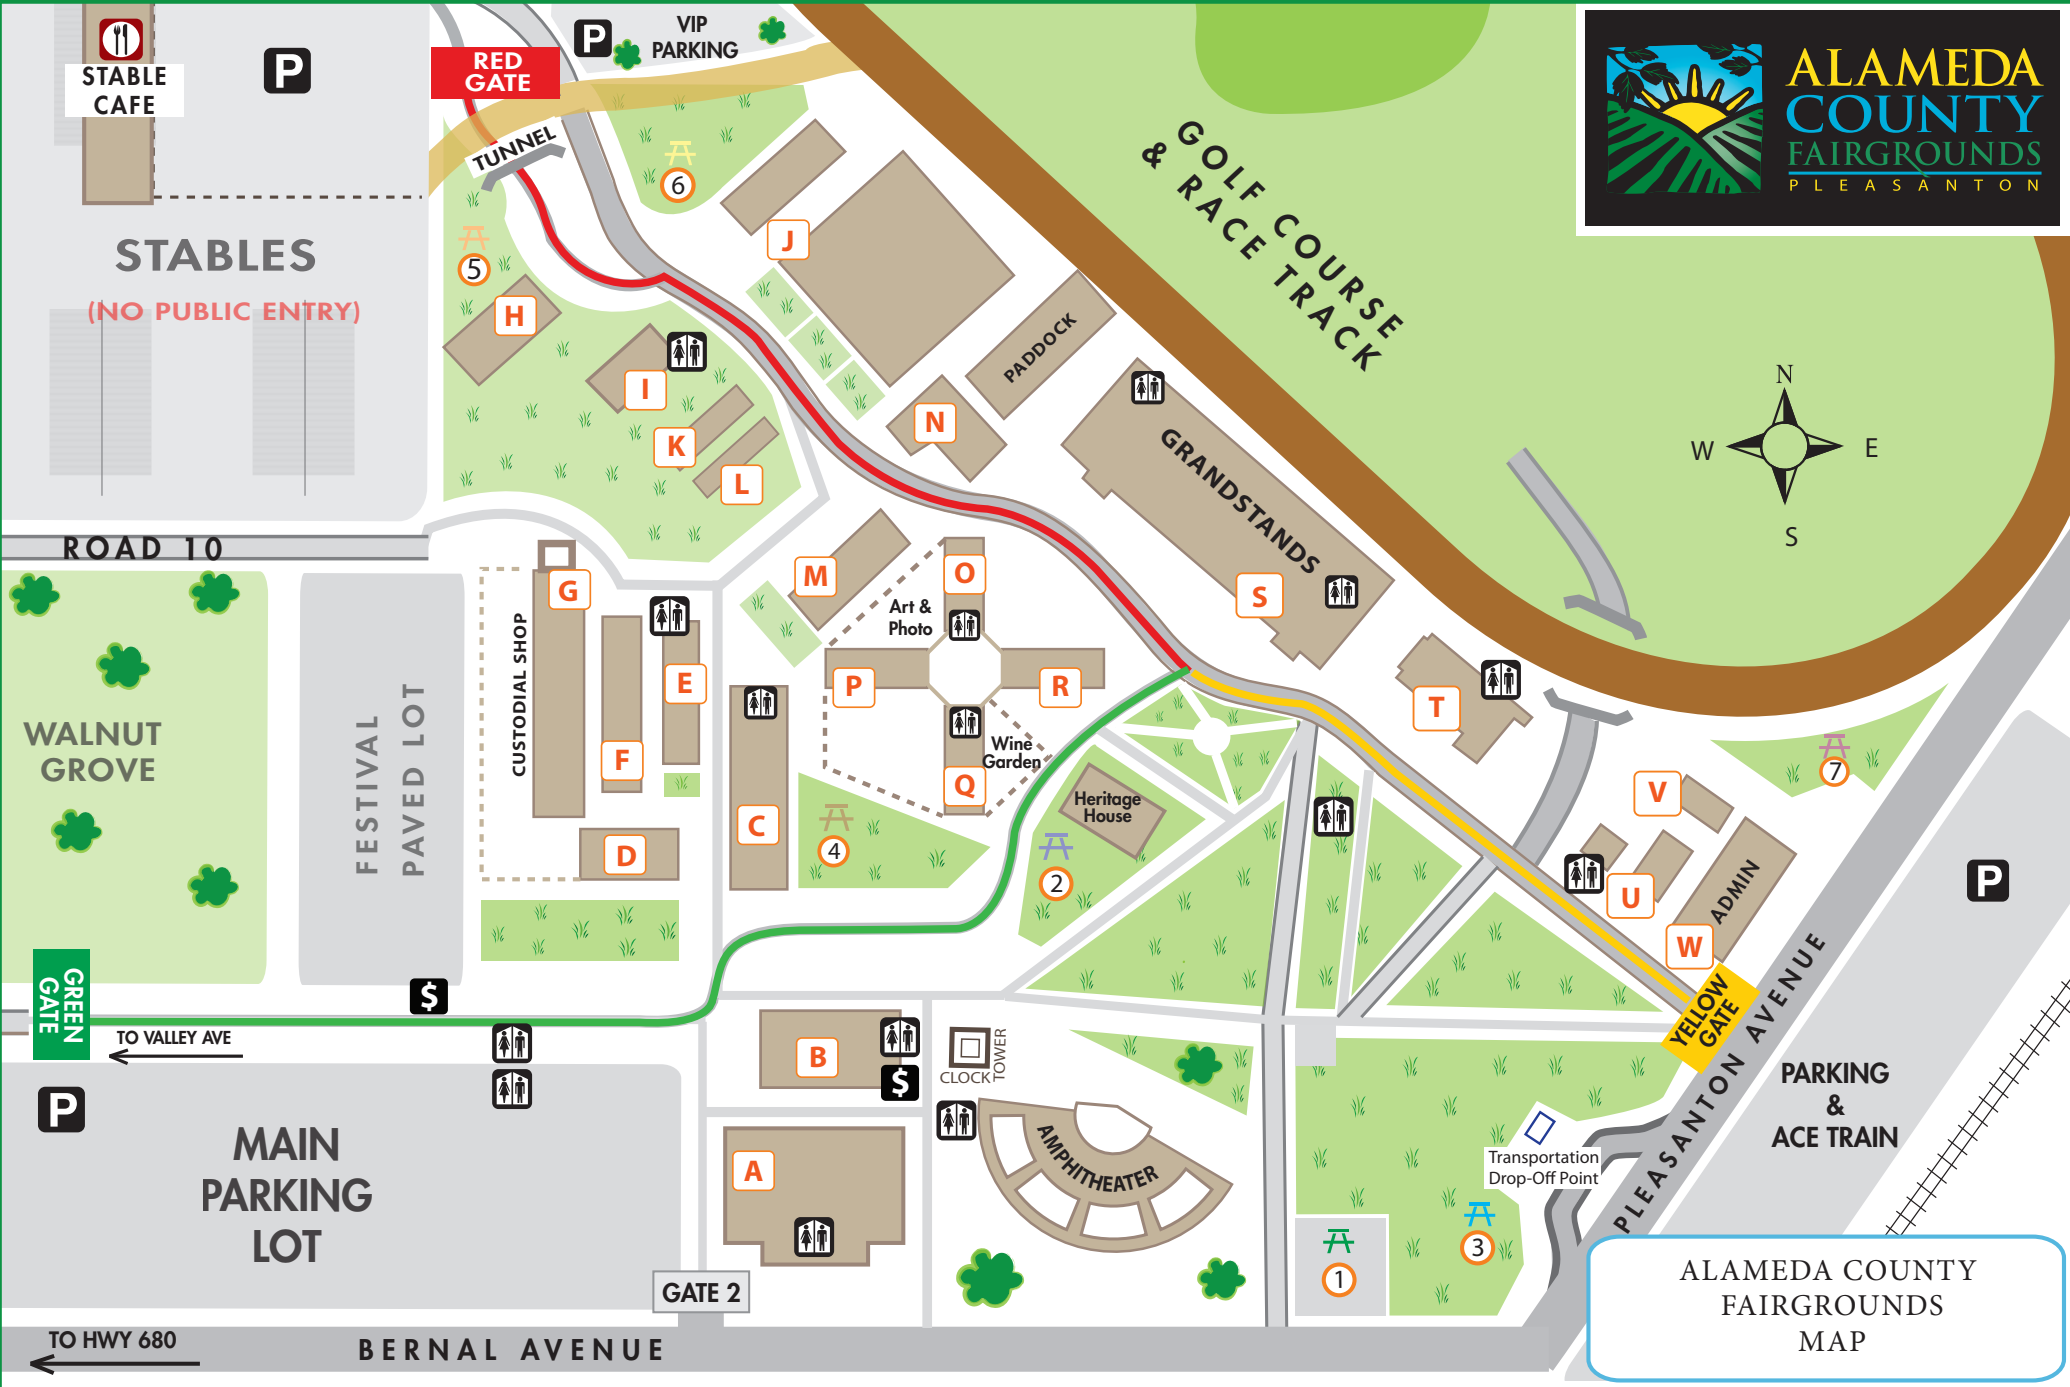 STABLE
CAFE
P
RED
GATE
P
VIP
PARKING
ALAMEDA
COUNTY
FAIRGROUNDS
PLEASANTON
TUNNEL
6
J
GOLF COURSE
& RACE TRACK
STABLES
(NO PUBLIC ENTRY)
5
H
I
K
L
PADDOCK
N
GRANDSTANDS
S
N
W
E
S
ROAD 10
G
M
O
Art &
Photo
CUSTODIAL SHOP
E
F
D
C
P
R
Wine
Garden
Q
4
T
WALNUT
GROVE
FESTIVAL
PAVED LOT
Heritage
House
2
7
V
U
ADMIN
W
P
GREEN
GATE
$
TO VALLEY AVE
YELLOW
GATE
PLEASANTON AVENUE
PARKING
&
ACE TRAIN
B
$
CLOCK
TOWER
P
MAIN
PARKING
LOT
A
AMPHITHEATER
Transportation
Drop-Off Point
3
1
GATE 2
TO HWY 680
BERNAL AVENUE
ALAMEDA COUNTY
FAIRGROUNDS
MAP